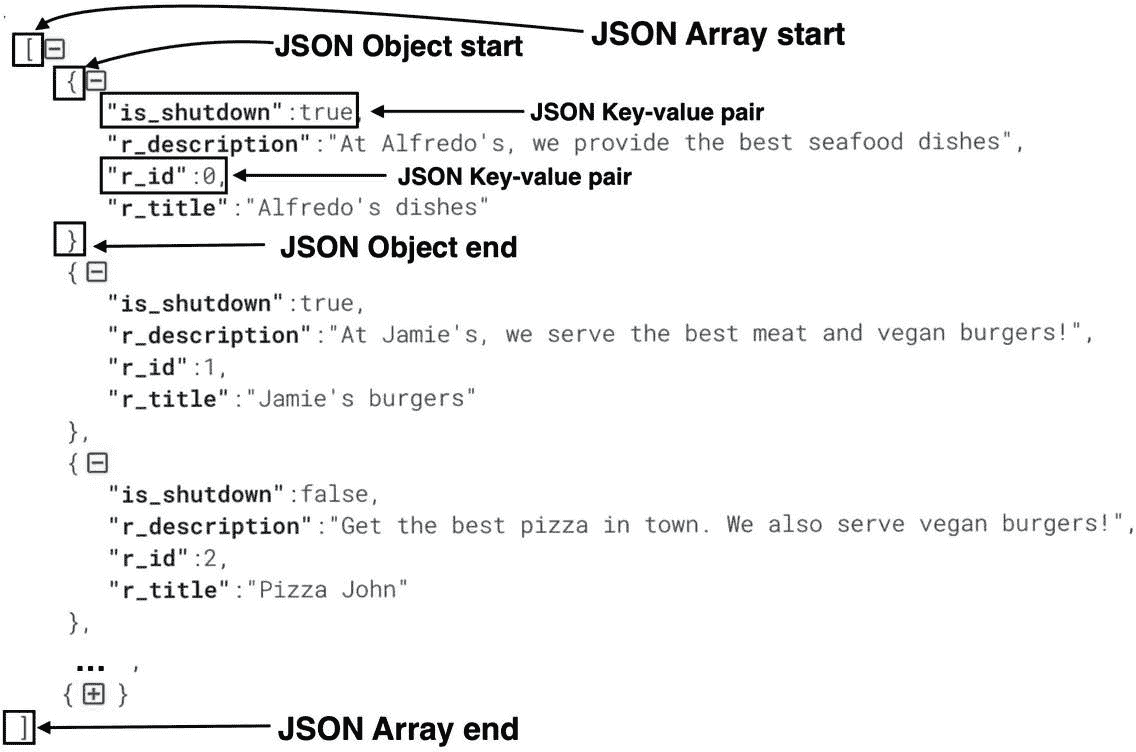 [ JSON Array start
JSON Object start
{
"is_shutdown":true, JSON Key-value pair
"r_description":"At Alfredo's, we provide the best seafood dishes",
"r_id":0, JSON Key-value pair
"r_title":"Alfredo's dishes"
} JSON Object end
{
"is_shutdown":true,
"r_description":"At Jamie's, we serve the best meat and vegan burgers!",
"r_id":1,
"r_title":"Jamie's burgers"
},
{
"is_shutdown":false,
"r_description":"Get the best pizza in town. We also serve vegan burgers!",
"r_id":2,
"r_title":"Pizza John"
},
... ,
{ + }
] JSON Array end